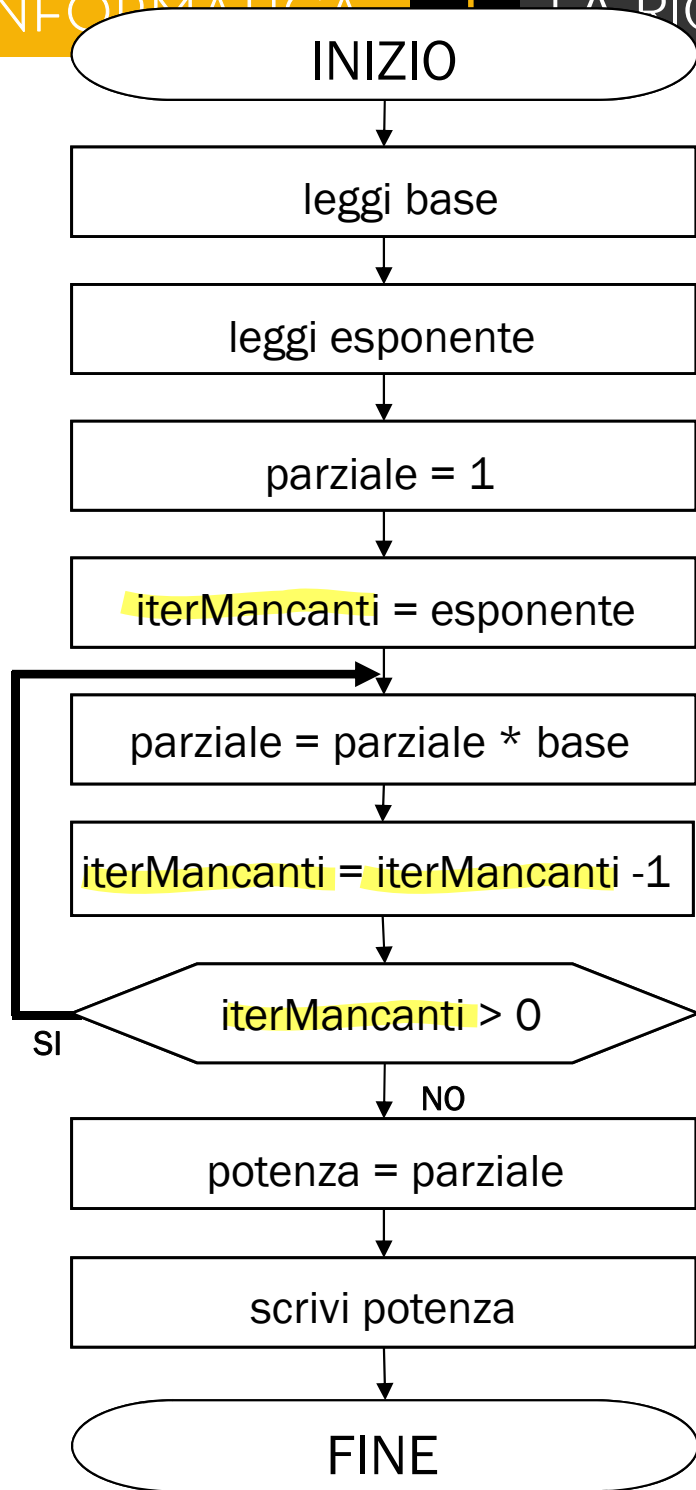 INIZIO
leggi base
leggi esponente
parziale = 1
iterMancanti = esponente
parziale = parziale * base
iterMancanti = iterMancanti -1
iterMancanti > 0
SI
NO
potenza = parziale
scrivi potenza
FINE